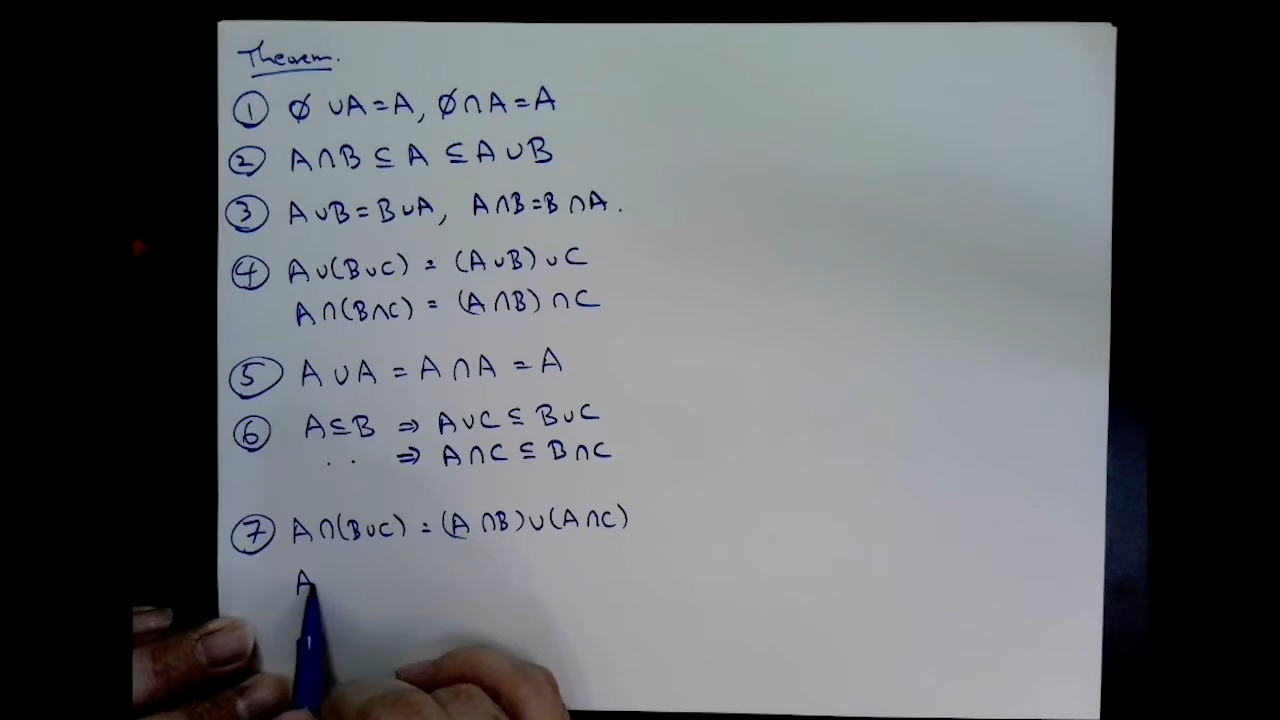 Theorem.
① ∅ ∪ A = A, ∅ ∩ A = A
② A ∩ B ⊆ A ⊆ A ∪ B
③ A ∪ B = B ∪ A, A ∩ B = B ∩ A.
④ A ∪ (B ∪ C) = (A ∪ B) ∪ C
A ∩ (B ∩ C) = (A ∩ B) ∩ C
⑤ A ∪ A = A ∩ A = A
⑥ A ⊆ B ⇒ A ∪ C ⊆ B ∪ C
. . ⇒ A ∩ C ⊆ B ∩ C
⑦ A ∩ (B ∪ C) = (A ∩ B) ∪ (A ∩ C)
A